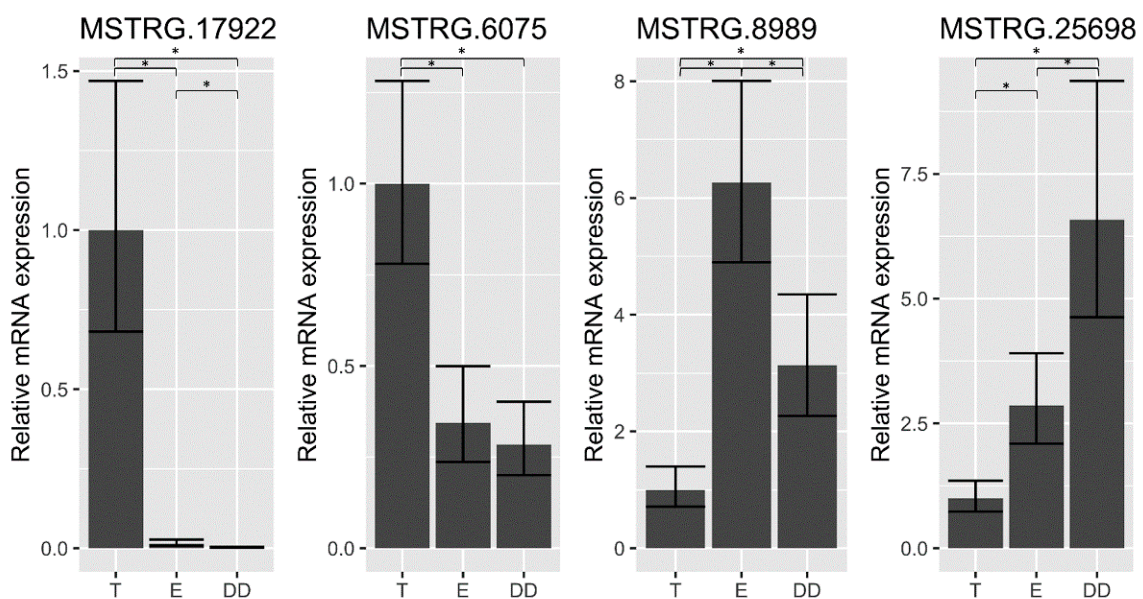 MSTRG.17922
* * *
Relative mRNA expression
1.5
1.0
0.5
0.0
T E DD
MSTRG.6075
* *
Relative mRNA expression
1.0
0.5
0.0
T E DD
MSTRG.8989
* * *
Relative mRNA expression
8
6
4
2
0
T E DD
MSTRG.25698
* * *
Relative mRNA expression
7.5
5.0
2.5
0.0
T E DD